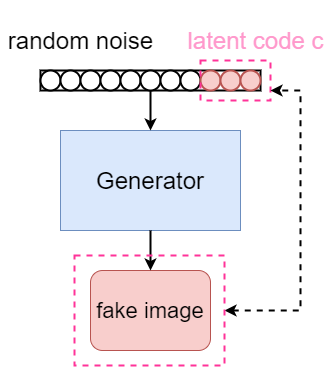 random noise
latent code c
Generator
fake image